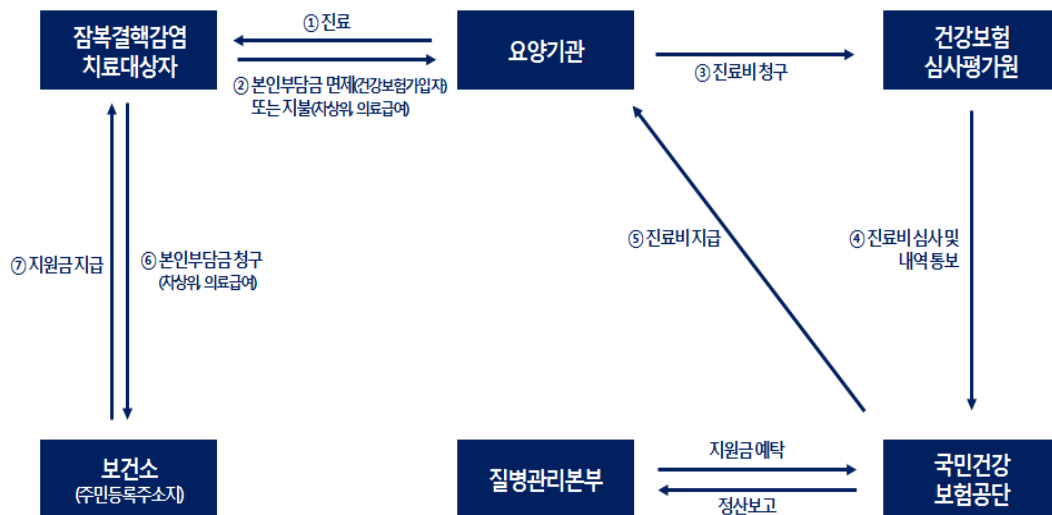 잠복결핵감염
치료대상자
① 진료
② 본인부담금 면제(건강보험가입자)
또는 지불(차상위, 의료급여)
요양기관
③ 진료비 청구
건강보험
심사평가원
⑦ 지원금 지급
⑥ 본인부담금 청구
(차상위, 의료급여)
⑤ 진료비 지급
④ 진료비 심사 및
내역 통보
보건소
(주민등록주소지)
질병관리본부
지원금 예탁
정산보고
국민건강
보험공단